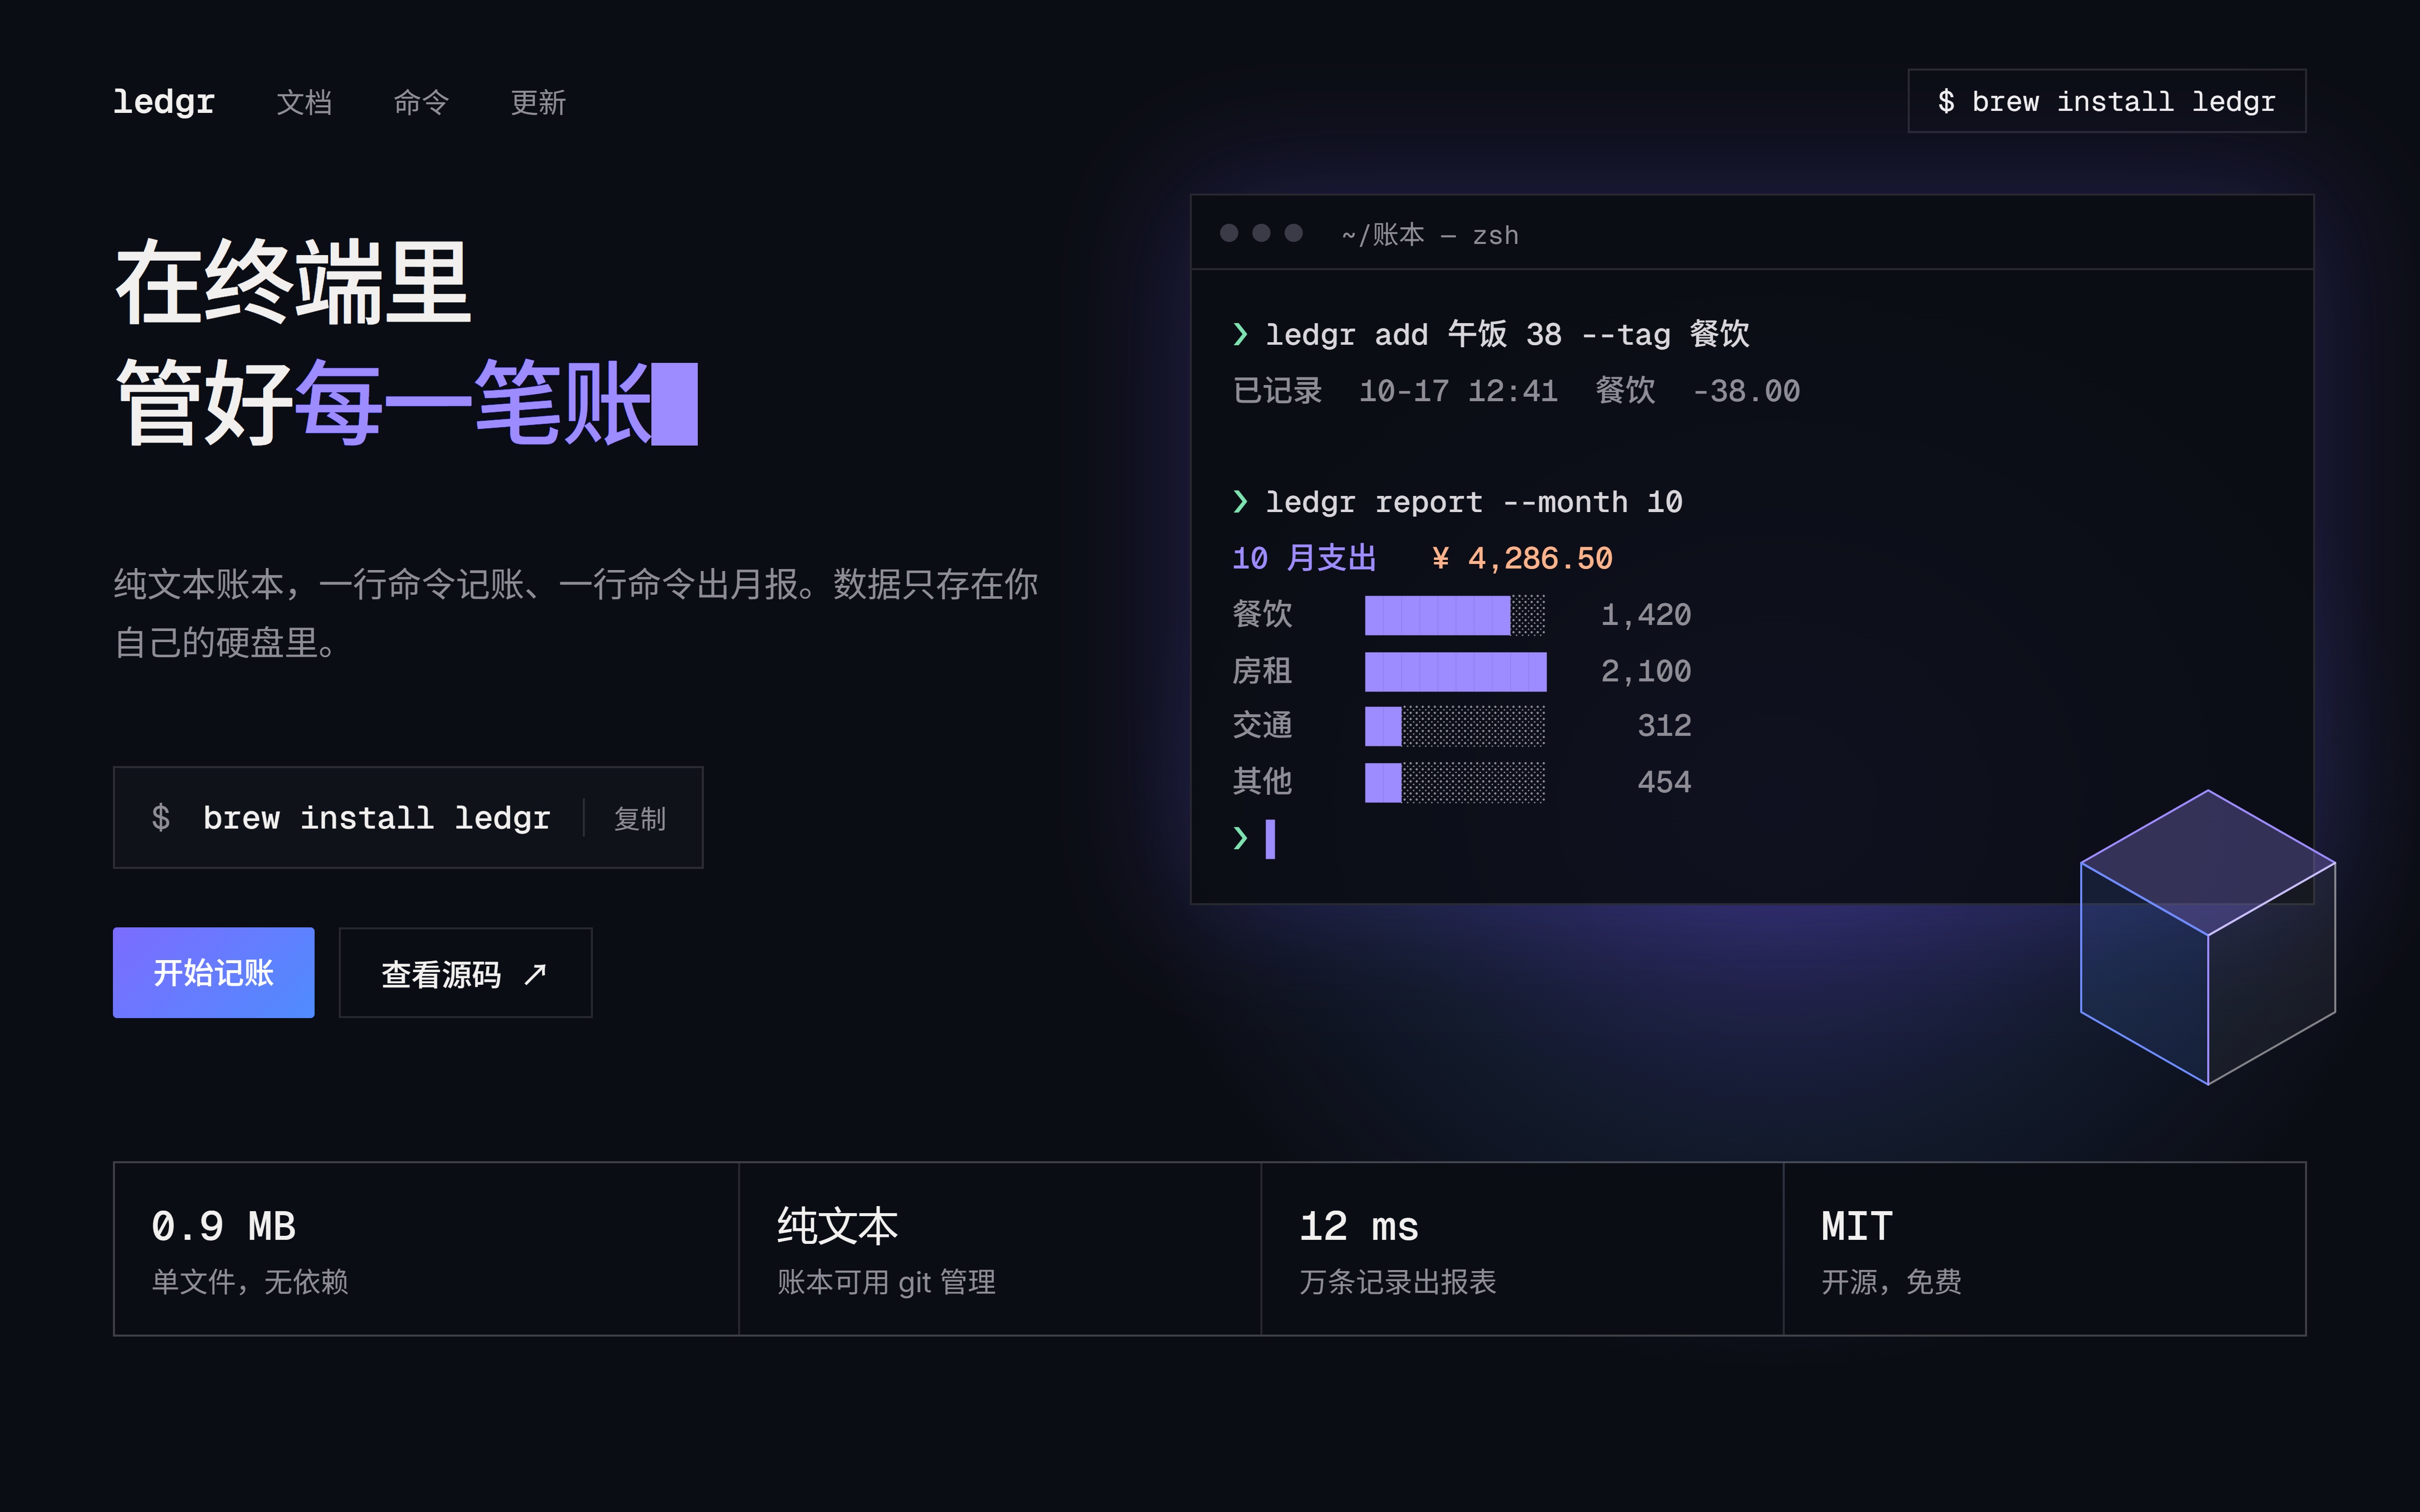 ledgr 文档 命令 更新
$ brew install ledgr
在终端里
管好每一笔账
纯文本账本，一行命令记账、一行命令出月报。数据只存在你
自己的硬盘里。
$ brew install ledgr 复制
开始记账 查看源码 ↗
~/账本 — zsh
❯ ledgr add 午饭 38 --tag 餐饮
已记录 10-17 12:41 餐饮 -38.00
❯ ledgr report --month 10
10 月支出 ¥ 4,286.50
餐饮 ████████░░ 1,420
房租 ██████████ 2,100
交通 ██░░░░░░░░ 312
其他 ██░░░░░░░░ 454
❯
0.9 MB
单文件，无依赖
纯文本
账本可用 git 管理
12 ms
万条记录出报表
MIT
开源，免费